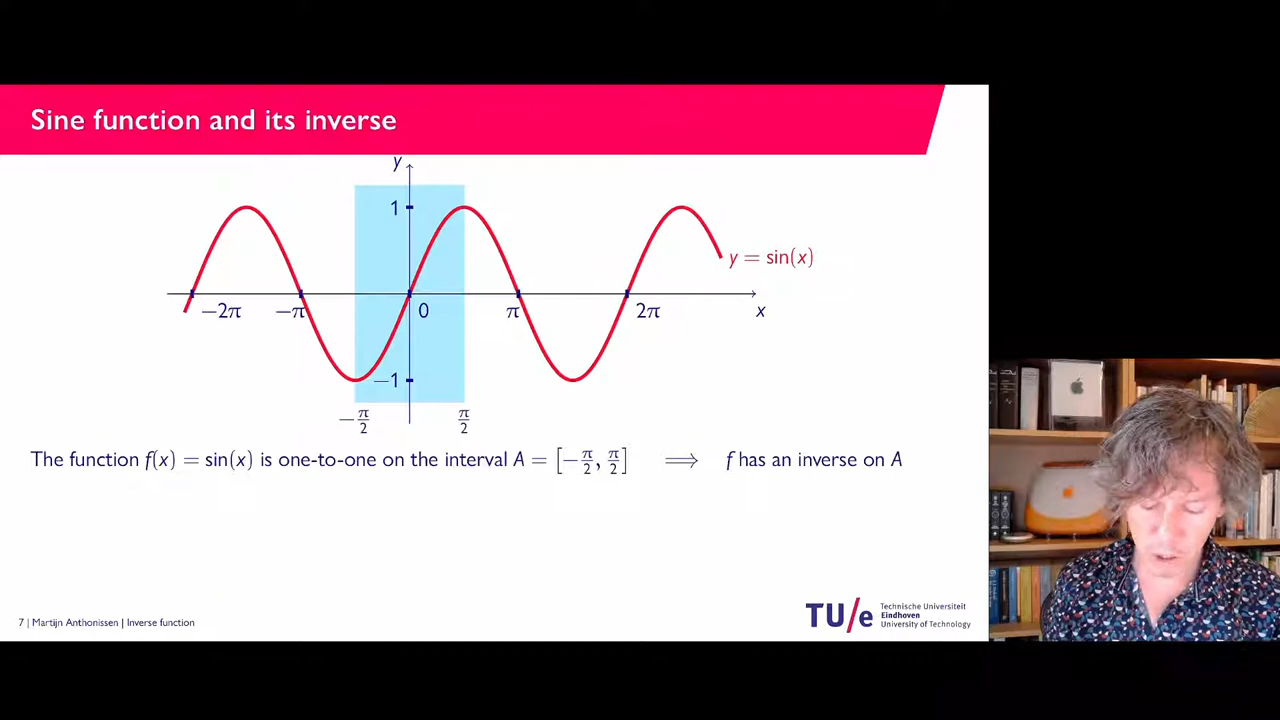 Sine function and its inverse
y
1
y = sin(x)
−2π −π 0 π 2π x
−1
−π/2 π/2
The function f(x) = sin(x) is one-to-one on the interval A = [−π/2, π/2] ⟹ f has an inverse on A
7 | Martijn Anthonissen | Inverse function
TU/e Technische Universiteit
Eindhoven
University of Technology